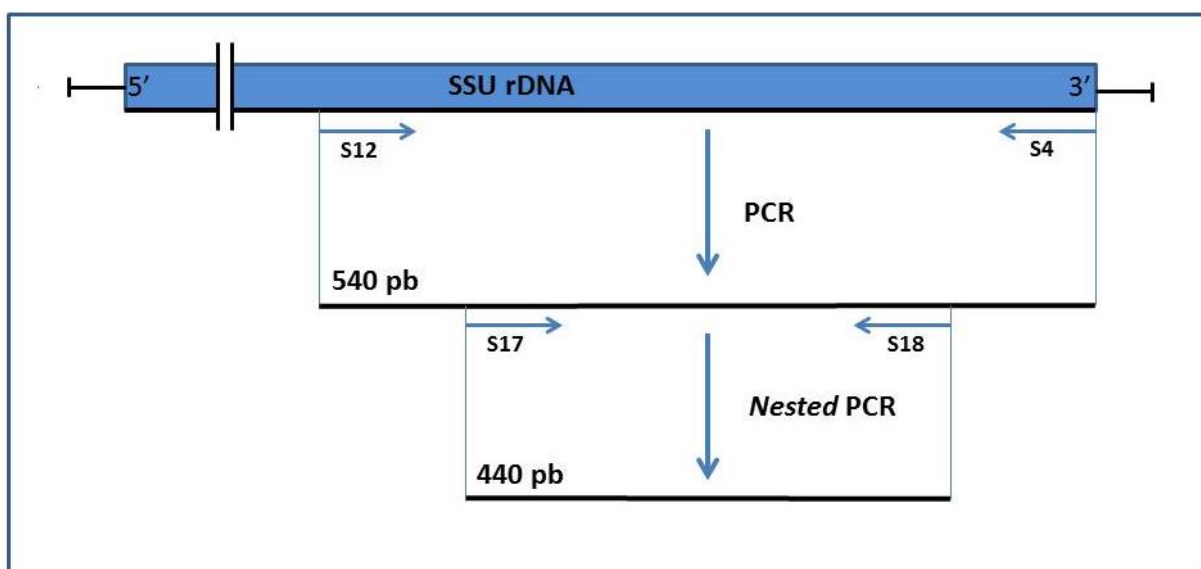 5′ SSU rDNA 3′
S12 S4
PCR
540 pb
S17 S18
Nested PCR
440 pb